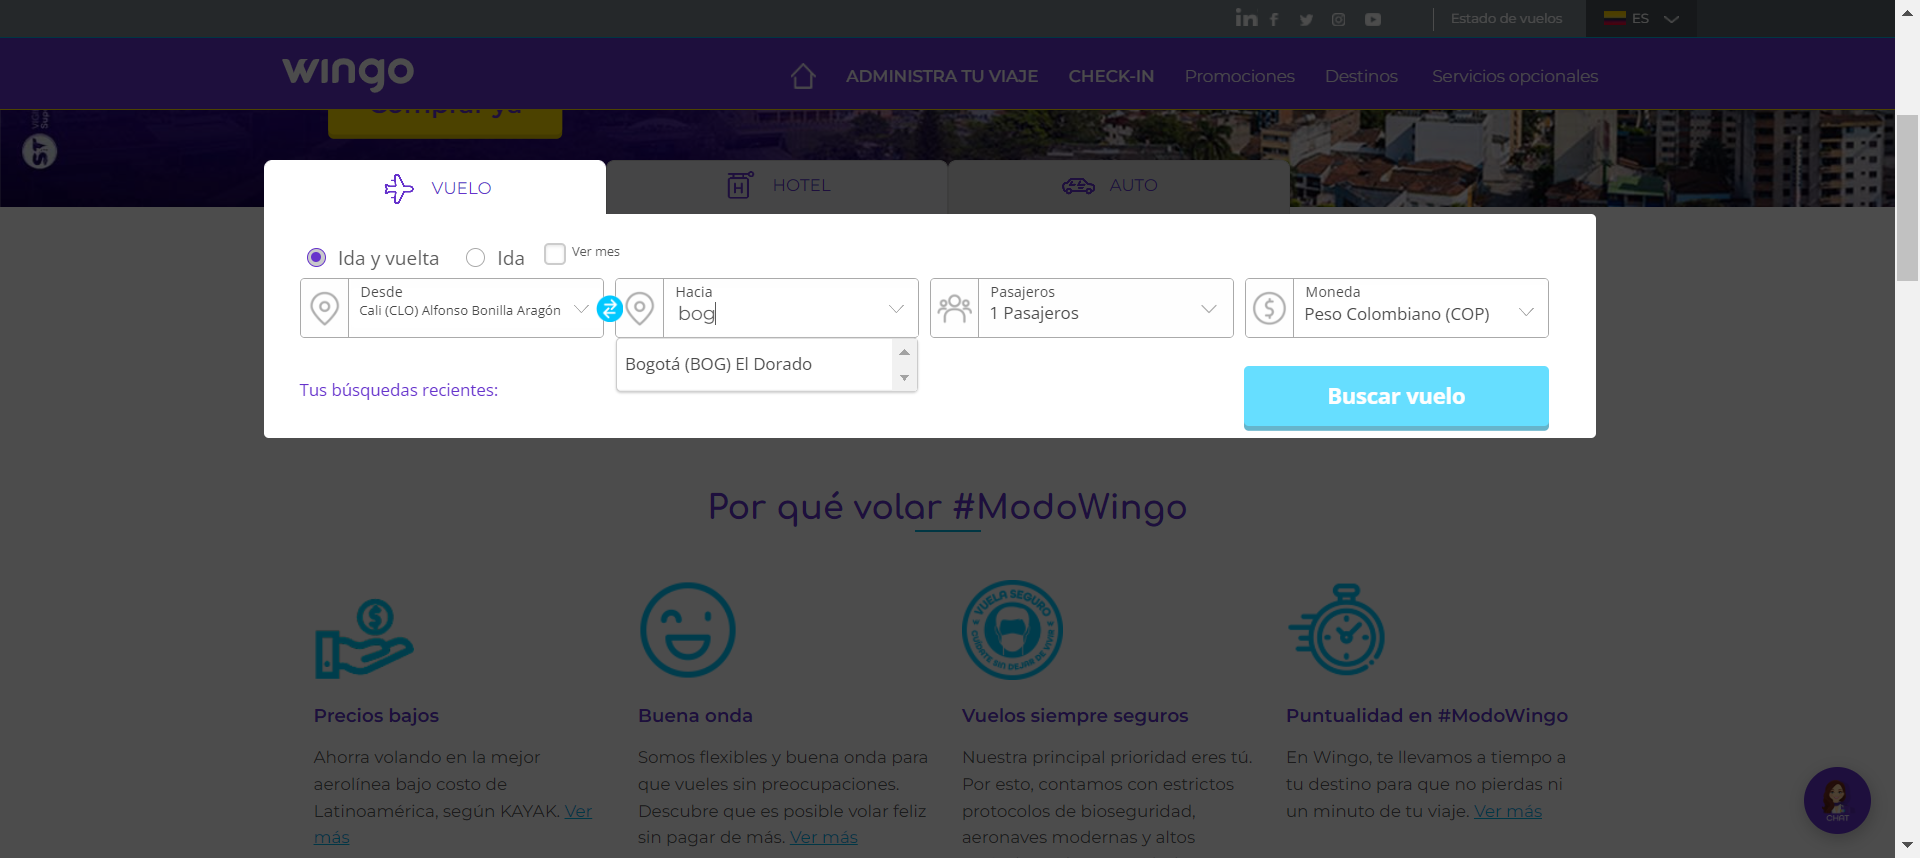 Estado de vuelos
ES
wingo
ADMINISTRA TU VIAJE
CHECK-IN
Promociones
Destinos
Servicios opcionales
VUELO
HOTEL
AUTO
Ida y vuelta
Ida
Ver mes
Desde
Cali (CLO) Alfonso Bonilla Aragón
Hacia
bog
Pasajeros
1 Pasajeros
Moneda
Peso Colombiano (COP)
Bogotá (BOG) El Dorado
Tus búsquedas recientes:
Buscar vuelo
Por qué volar #ModoWingo
VUELA SEGURO
CUÍDATE SIN DEJAR DE VIVIR
Precios bajos
Ahorra volando en la mejor
aerolínea bajo costo de
Latinoamérica, según KAYAK. Ver
más
Buena onda
Somos flexibles y buena onda para
que vueles sin preocupaciones.
Descubre que es posible volar feliz
sin pagar de más. Ver más
Vuelos siempre seguros
Nuestra principal prioridad eres tú.
Por esto, contamos con estrictos
protocolos de bioseguridad,
aeronaves modernas y altos
Puntualidad en #ModoWingo
En Wingo, te llevamos a tiempo a
tu destino para que no pierdas ni
un minuto de tu viaje. Ver más
CHAT